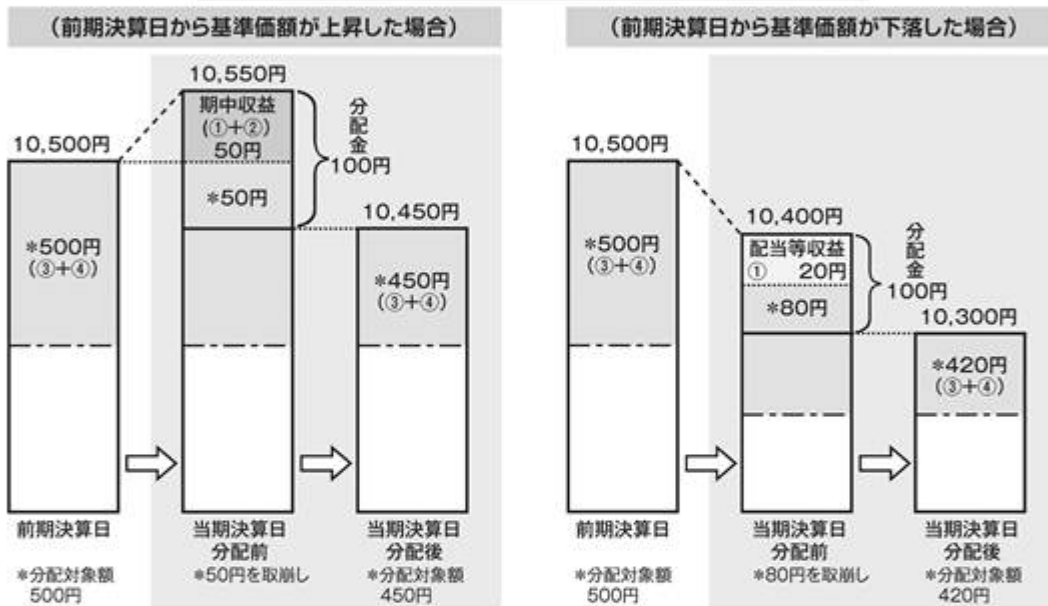 (前期決算日から基準価額が上昇した場合)
10,550円
期中収益
(①+②)
50円
分配金
100円
10,500円
*50円
10,450円
*500円
(③+④)
*450円
(③+④)
前期決算日
当期決算日
分配前
当期決算日
分配後
*分配対象額
500円
*50円を取崩し
*分配対象額
450円
(前期決算日から基準価額が下落した場合)
10,500円
10,400円
配当等収益
① 20円
分配金
100円
*500円
(③+④)
*80円
10,300円
*420円
(③+④)
前期決算日
当期決算日
分配前
当期決算日
分配後
*分配対象額
500円
*80円を取崩し
*分配対象額
420円